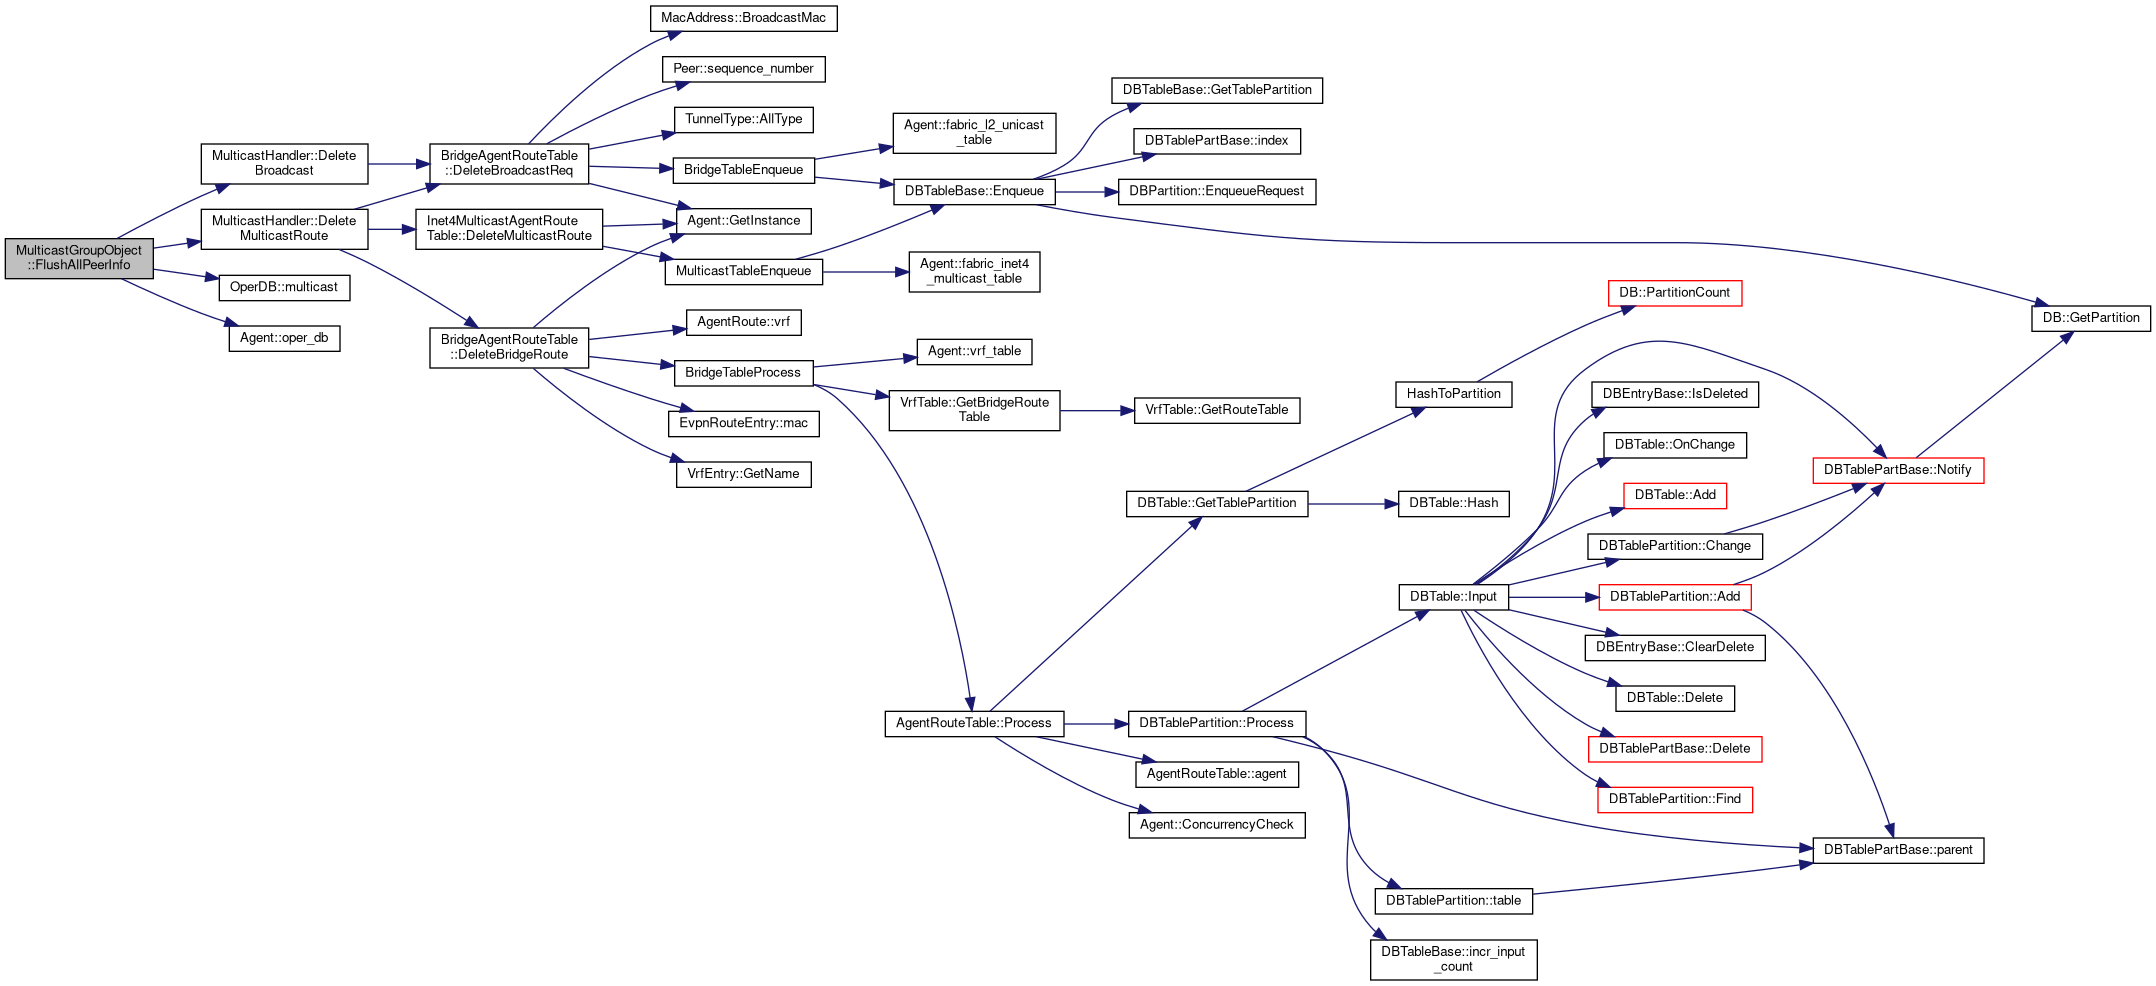 MulticastGroupObject
::FlushAllPeerInfo
MulticastHandler::Delete
Broadcast
MulticastHandler::Delete
MulticastRoute
OperDB::multicast
Agent::oper_db
BridgeAgentRouteTable
::DeleteBroadcastReq
Inet4MulticastAgentRoute
Table::DeleteMulticastRoute
BridgeAgentRouteTable
::DeleteBridgeRoute
MacAddress::BroadcastMac
Peer::sequence_number
TunnelType::AllType
BridgeTableEnqueue
Agent::GetInstance
MulticastTableEnqueue
AgentRoute::vrf
BridgeTableProcess
EvpnRouteEntry::mac
VrfEntry::GetName
Agent::fabric_l2_unicast
_table
DBTableBase::Enqueue
Agent::fabric_inet4
_multicast_table
Agent::vrf_table
VrfTable::GetBridgeRoute
Table
AgentRouteTable::Process
DBTableBase::GetTablePartition
DBTablePartBase::index
DBPartition::EnqueueRequest
VrfTable::GetRouteTable
DBTable::GetTablePartition
DBTablePartition::Process
AgentRouteTable::agent
Agent::ConcurrencyCheck
HashToPartition
DBTable::Hash
DBTable::Input
DBTablePartition::table
DBTableBase::incr_input
_count
DB::PartitionCount
DBEntryBase::IsDeleted
DBTable::OnChange
DBTable::Add
DBTablePartition::Change
DBTablePartition::Add
DBEntryBase::ClearDelete
DBTable::Delete
DBTablePartBase::Delete
DBTablePartition::Find
DBTablePartBase::Notify
DBTablePartBase::parent
DB::GetPartition